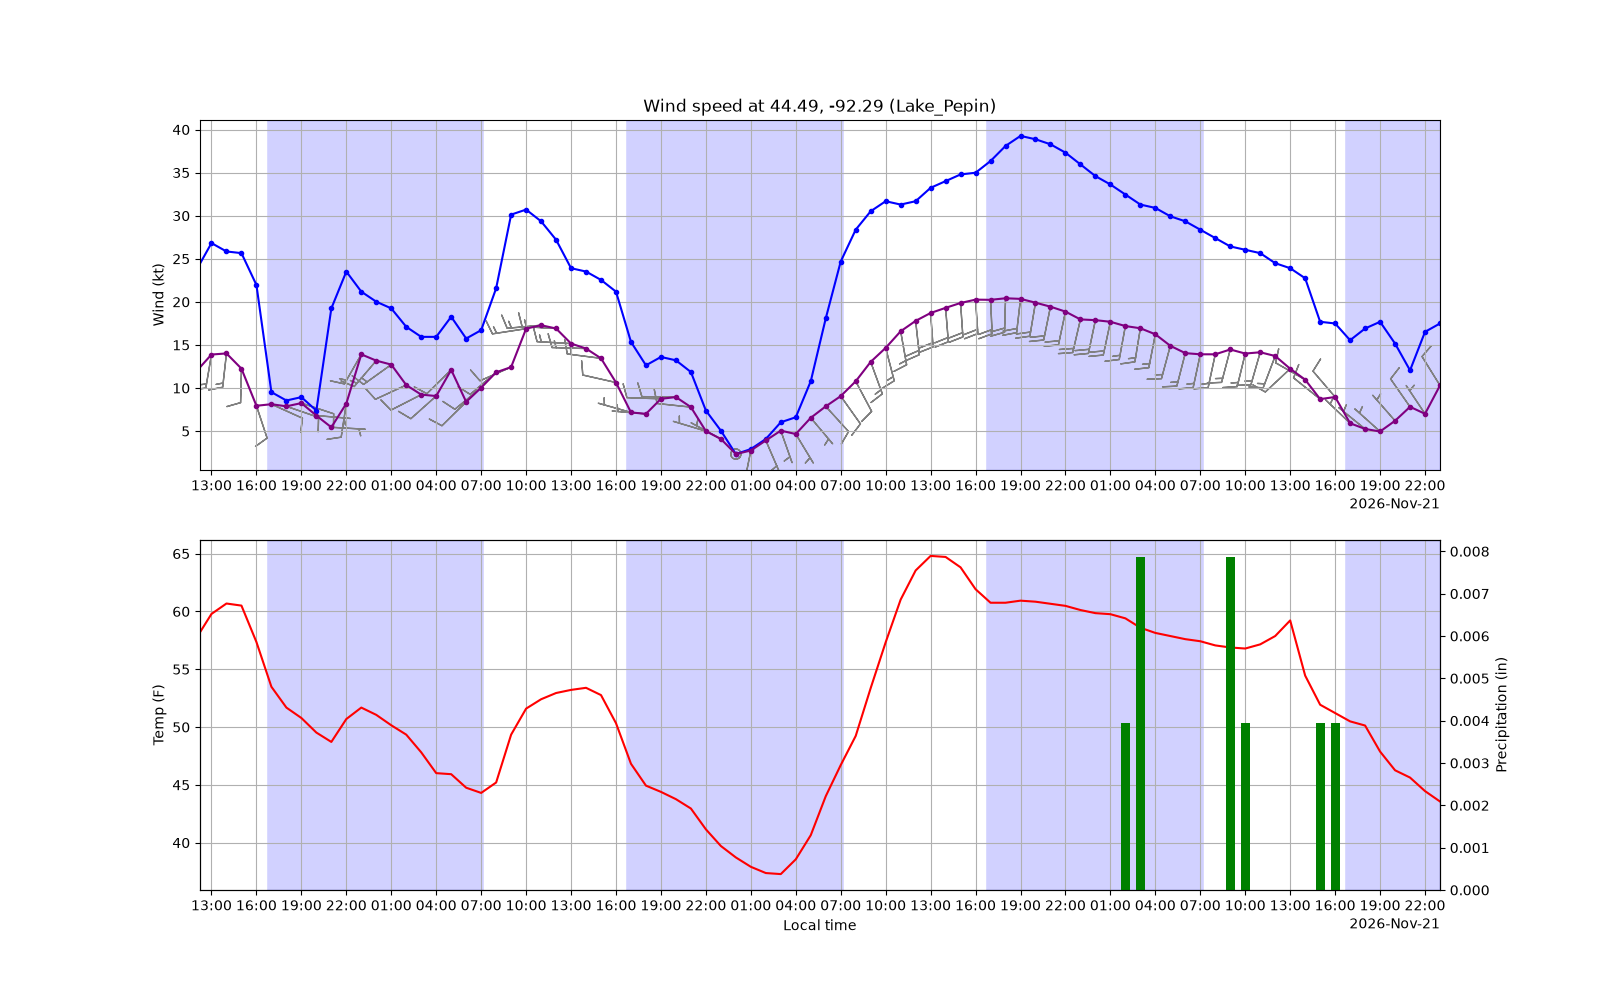 Wind speed at 44.49, -92.29 (Lake_Pepin)
40
35
30
25
20
15
10
5
Wind (kt)
13:00 16:00 19:00 22:00 01:00 04:00 07:00 10:00 13:00 16:00 19:00 22:00 01:00 04:00 07:00 10:00 13:00 16:00 19:00 22:00 01:00 04:00 07:00 10:00 13:00 16:00 19:00 22:00
2026-Nov-21
65
60
55
50
45
40
Temp (F)
0.008
0.007
0.006
0.005
0.004
0.003
0.002
0.001
0.000
Precipitation (in)
13:00 16:00 19:00 22:00 01:00 04:00 07:00 10:00 13:00 16:00 19:00 22:00 01:00 04:00 07:00 10:00 13:00 16:00 19:00 22:00 01:00 04:00 07:00 10:00 13:00 16:00 19:00 22:00
2026-Nov-21
Local time